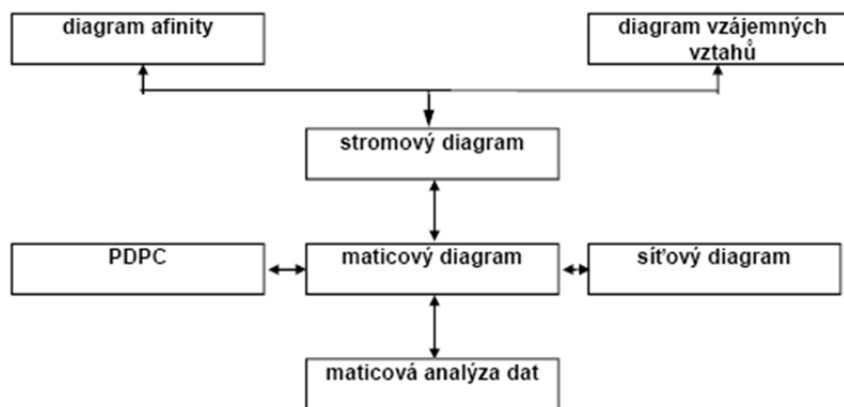 diagram afinity
diagram vzájemných
vztahů
stromový diagram
PDPC
maticový diagram
síťový diagram
maticová analýza dat